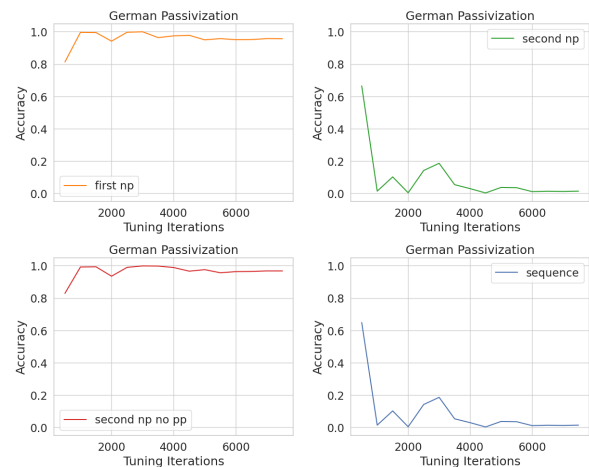 German Passivization
1.0
0.8
0.6
0.4
0.2
0.0
Accuracy
first np
2000
4000
6000
Tuning Iterations
German Passivization
1.0
0.8
0.6
0.4
0.2
0.0
Accuracy
second np
2000
4000
6000
Tuning Iterations
German Passivization
1.0
0.8
0.6
0.4
0.2
0.0
Accuracy
second np no pp
2000
4000
6000
Tuning Iterations
German Passivization
1.0
0.8
0.6
0.4
0.2
0.0
Accuracy
sequence
2000
4000
6000
Tuning Iterations